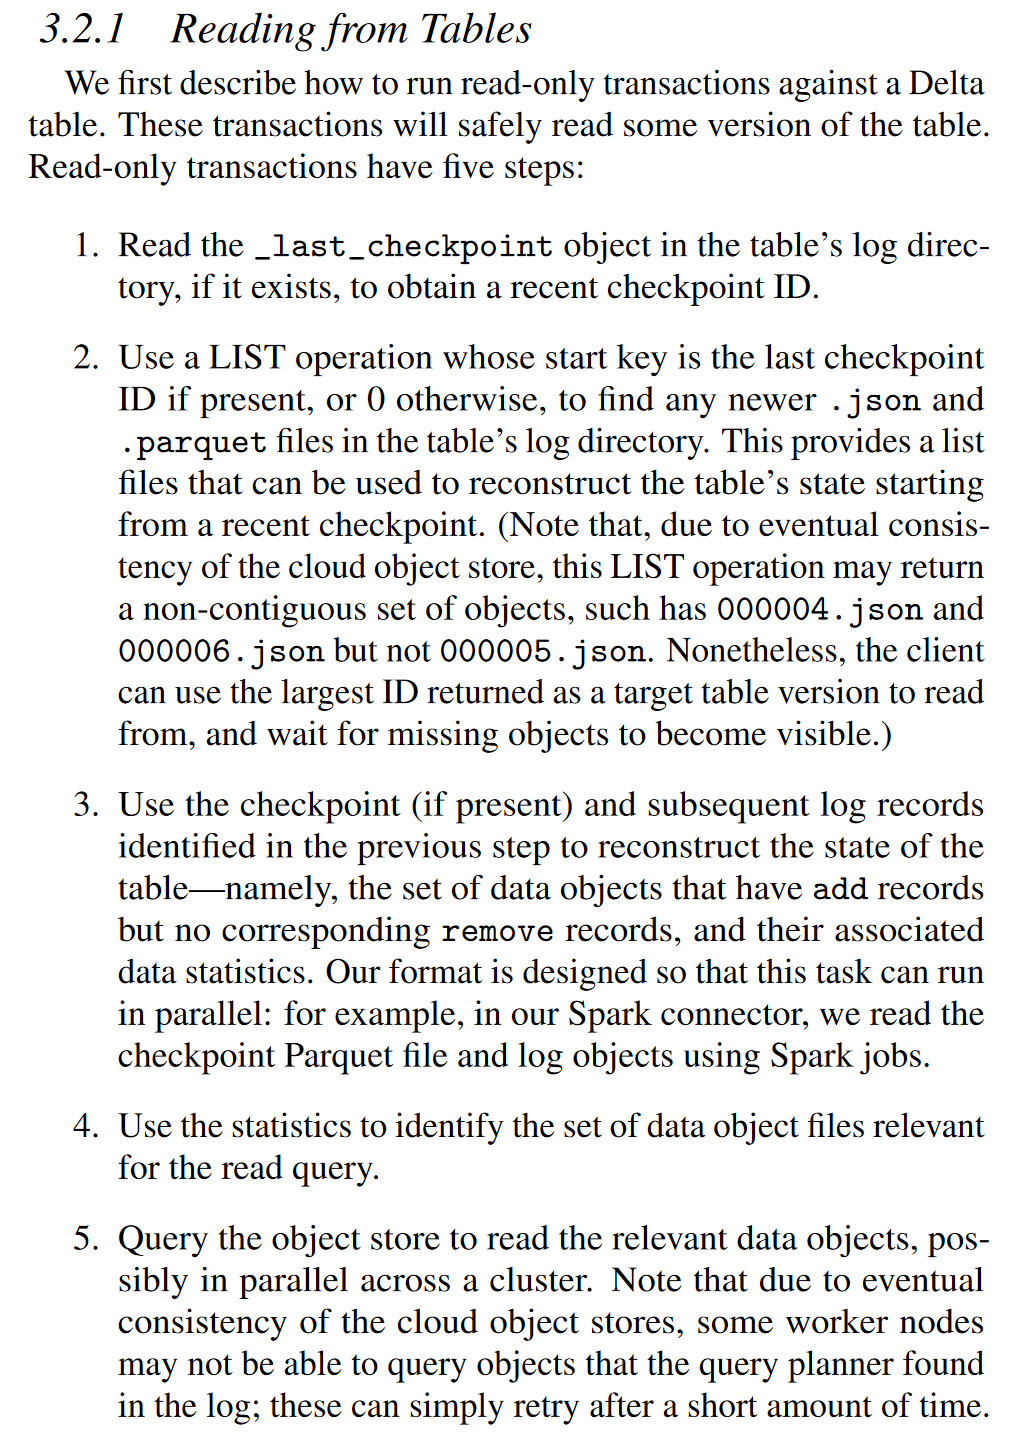 3.2.1 Reading from Tables
We first describe how to run read-only transactions against a Delta
table. These transactions will safely read some version of the table.
Read-only transactions have five steps:
1. Read the _last_checkpoint object in the table's log direc-
tory, if it exists, to obtain a recent checkpoint ID.
2. Use a LIST operation whose start key is the last checkpoint
ID if present, or 0 otherwise, to find any newer .json and
.parquet files in the table's log directory. This provides a list
files that can be used to reconstruct the table's state starting
from a recent checkpoint. (Note that, due to eventual consis-
tency of the cloud object store, this LIST operation may return
a non-contiguous set of objects, such has 000004.json and
000006.json but not 000005.json. Nonetheless, the client
can use the largest ID returned as a target table version to read
from, and wait for missing objects to become visible.)
3. Use the checkpoint (if present) and subsequent log records
identified in the previous step to reconstruct the state of the
table—namely, the set of data objects that have add records
but no corresponding remove records, and their associated
data statistics. Our format is designed so that this task can run
in parallel: for example, in our Spark connector, we read the
checkpoint Parquet file and log objects using Spark jobs.
4. Use the statistics to identify the set of data object files relevant
for the read query.
5. Query the object store to read the relevant data objects, pos-
sibly in parallel across a cluster. Note that due to eventual
consistency of the cloud object stores, some worker nodes
may not be able to query objects that the query planner found
in the log; these can simply retry after a short amount of time.